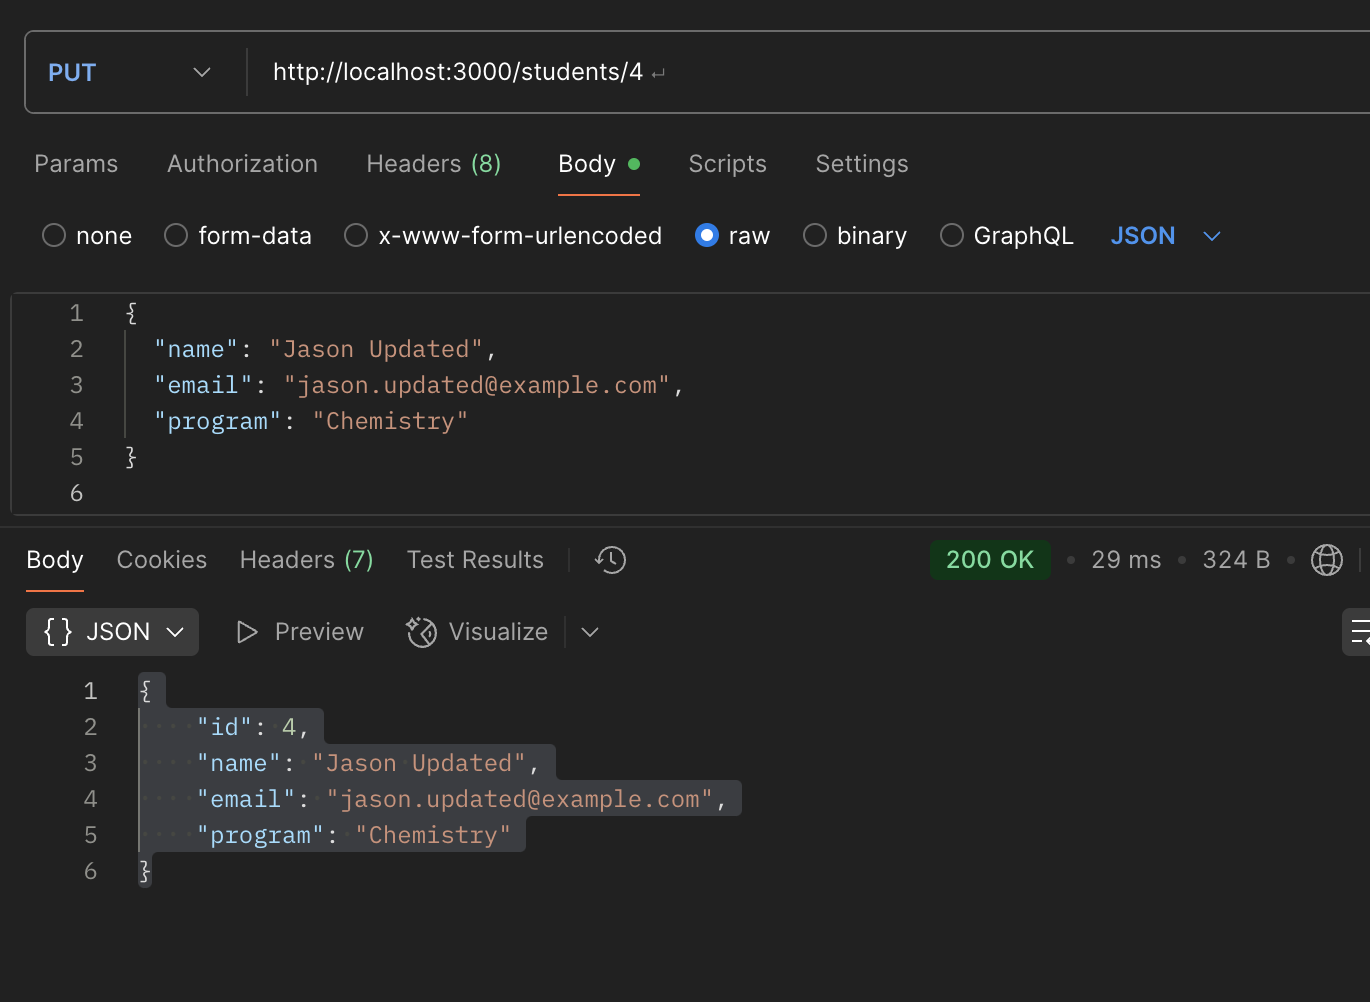 PUT http://localhost:3000/students/4
Params Authorization Headers (8) Body Scripts Settings
none form-data x-www-form-urlencoded raw binary GraphQL JSON
1 {
2 "name": "Jason Updated",
3 "email": "jason.updated@example.com",
4 "program": "Chemistry"
5 }
6
Body Cookies Headers (7) Test Results 200 OK • 29 ms • 324 B •
{} JSON Preview Visualize
1 {
2 "id": 4,
3 "name": "Jason Updated",
4 "email": "jason.updated@example.com",
5 "program": "Chemistry"
6 }